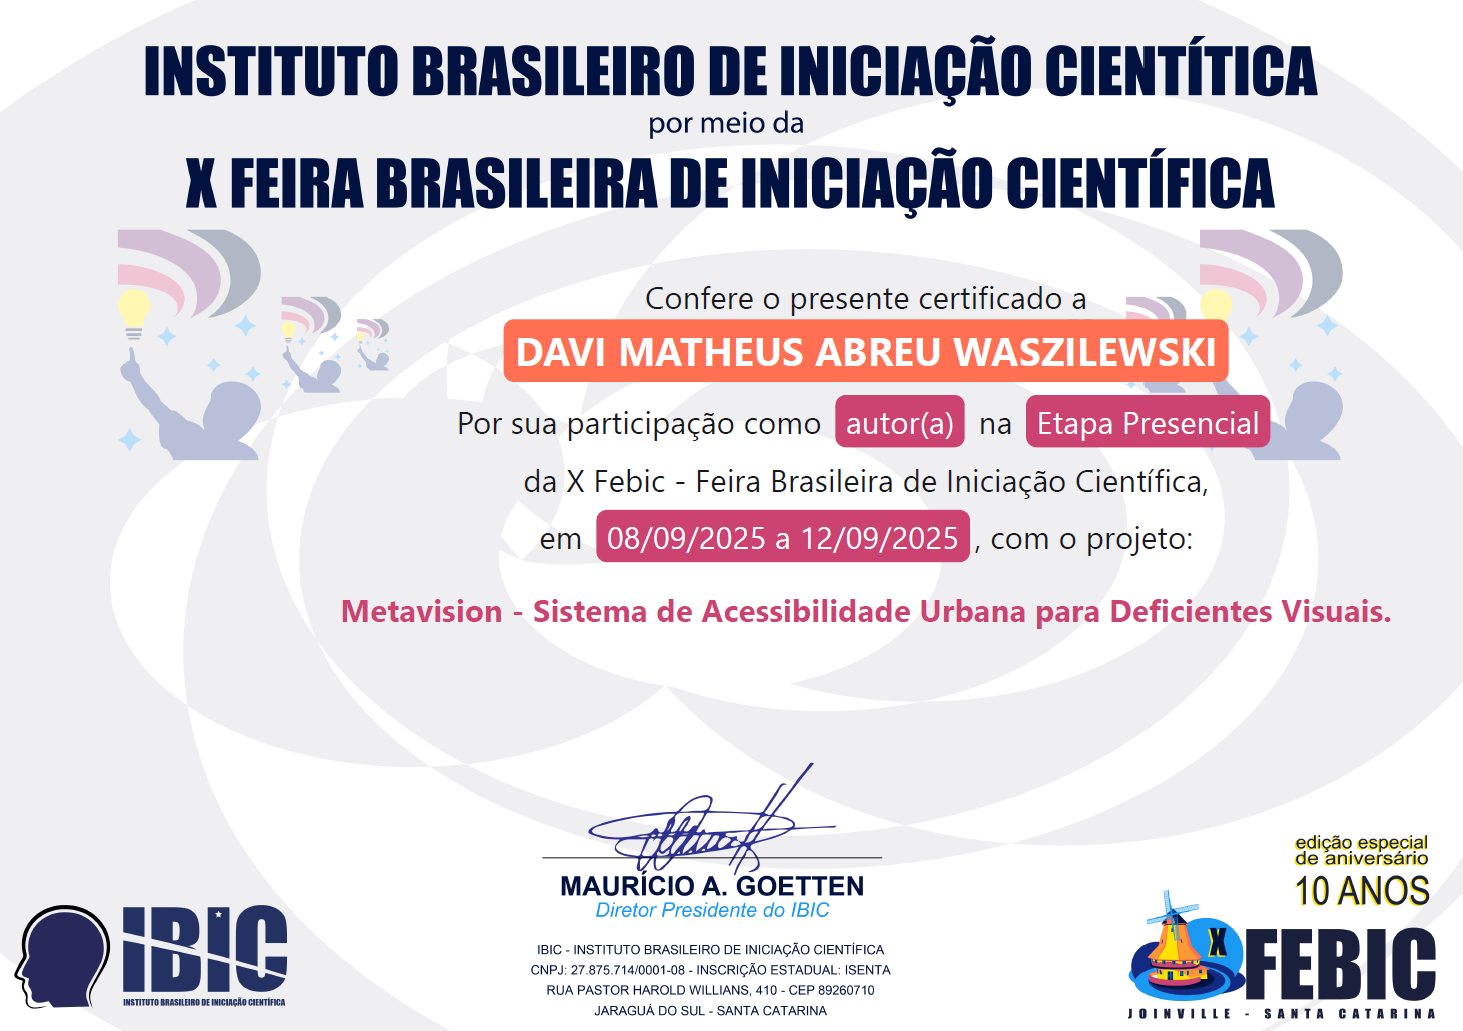 INSTITUTO BRASILEIRO DE INICIAÇÃO CIENTÍTICA
por meio da
X FEIRA BRASILEIRA DE INICIAÇÃO CIENTÍFICA
Confere o presente certificado a
DAVI MATHEUS ABREU WASZILEWSKI
Por sua participação como autor(a) na Etapa Presencial
da X Febic - Feira Brasileira de Iniciação Científica,
em 08/09/2025 a 12/09/2025 , com o projeto:
Metavision - Sistema de Acessibilidade Urbana para Deficientes Visuais.
MAURÍCIO A. GOETTEN
Diretor Presidente do IBIC
IBIC - INSTITUTO BRASILEIRO DE INICIAÇÃO CIENTÍFICA
CNPJ: 27.875.714/0001-08 - INSCRIÇÃO ESTADUAL: ISENTA
RUA PASTOR HAROLD WILLIANS, 410 - CEP 89260710
JARAGUÁ DO SUL - SANTA CATARINA
IBIC
INSTITUTO BRASILEIRO DE INICIAÇÃO CIENTÍFICA
edição especial
de aniversário
10 ANOS
X FEBIC
JOINVILLE - SANTA CATARINA